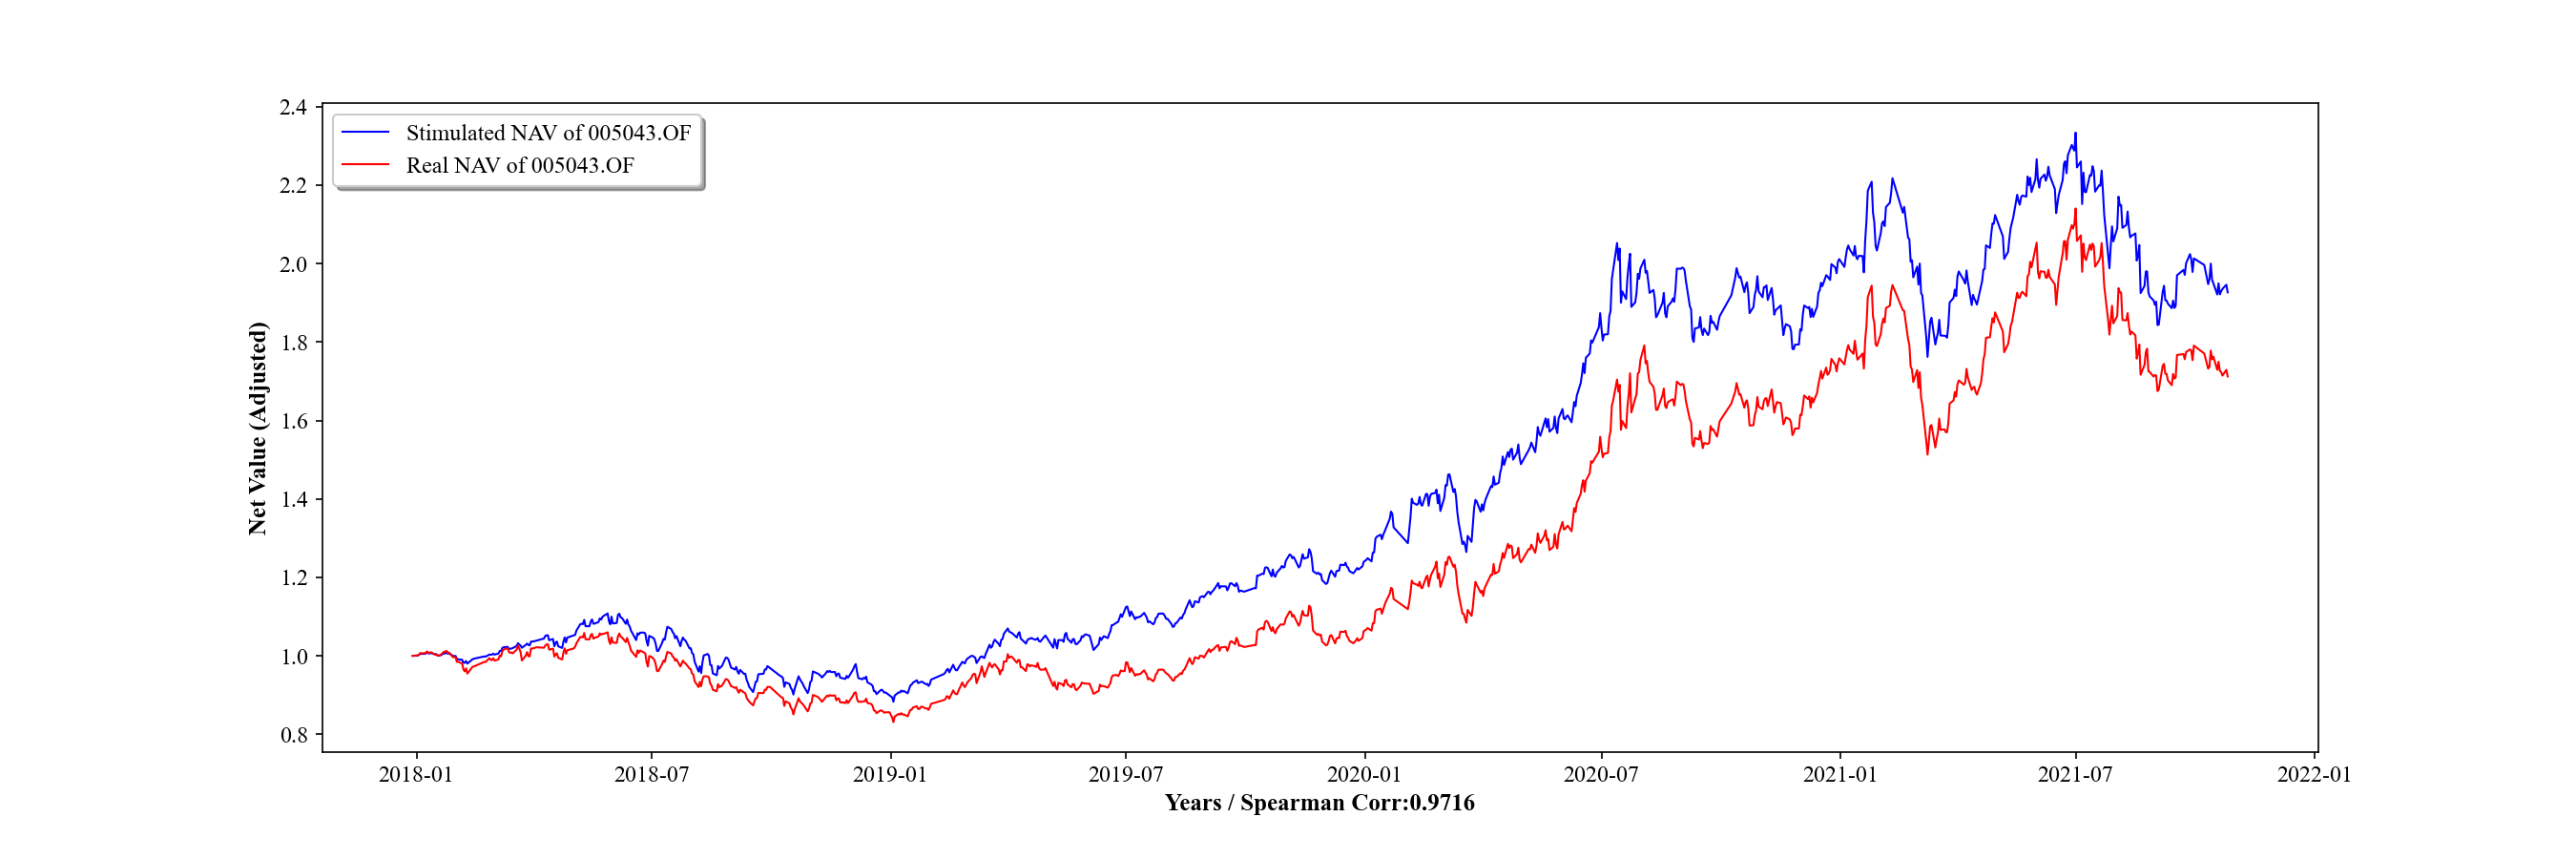 Stimulated NAV of 005043.OF
Real NAV of 005043.OF
2.4
2.2
2.0
1.8
1.6
1.4
1.2
1.0
0.8
Net Value (Adjusted)
2018-01 2018-07 2019-01 2019-07 2020-01 2020-07 2021-01 2021-07 2022-01
Years / Spearman Corr:0.9716